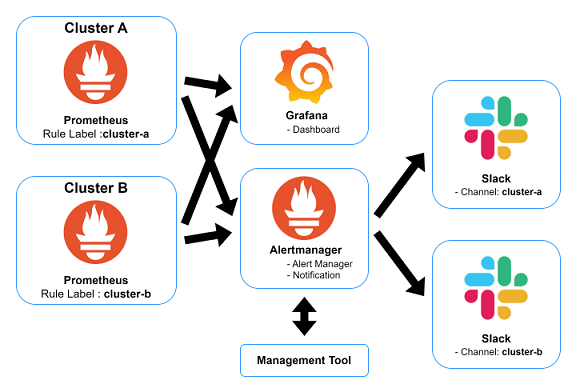 Cluster A
Prometheus
Rule Label :cluster-a
Cluster B
Prometheus
Rule Label : cluster-b
Grafana
- Dashboard
Alertmanager
- Alert Manager
- Notification
Management Tool
Slack
- Channel: cluster-a
Slack
- Channel: cluster-b